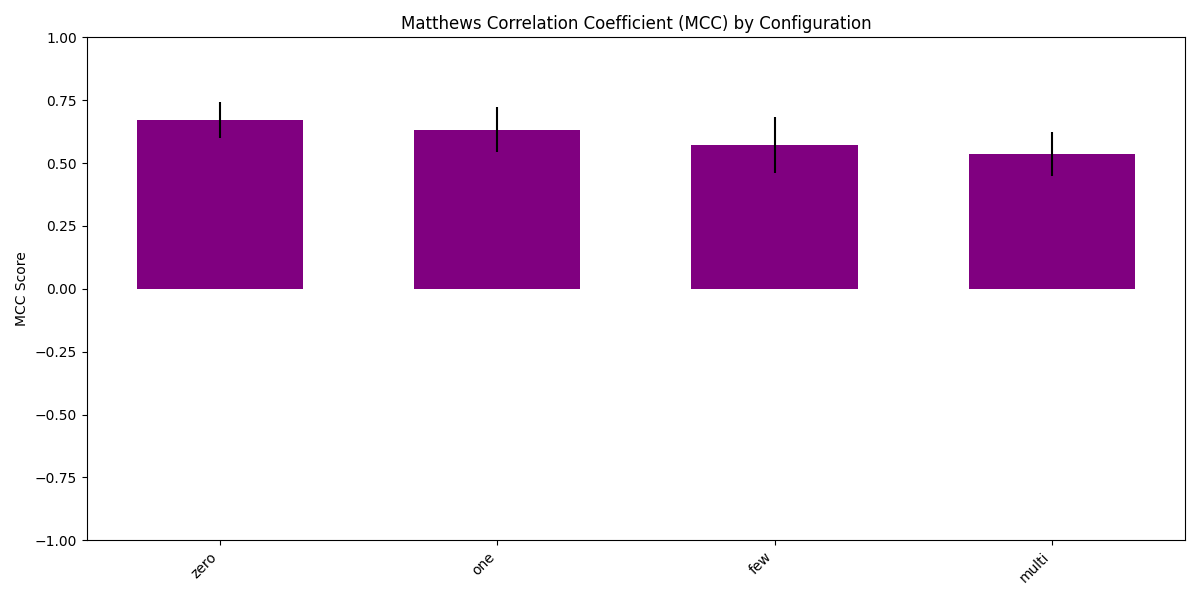 Matthews Correlation Coefficient (MCC) by Configuration
MCC Score
1.00
0.75
0.50
0.25
0.00
−0.25
−0.50
−0.75
−1.00
zero
one
few
multi